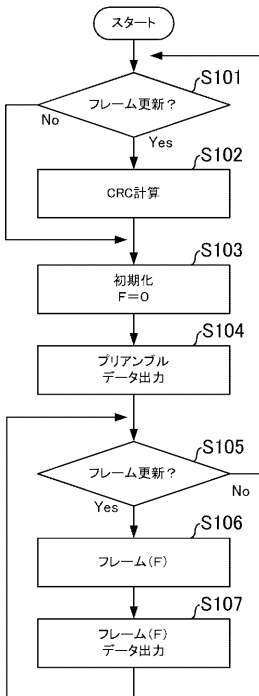 スタート
S101
フレーム更新？
No
Yes
S102
CRC計算
S103
初期化
F＝0
S104
プリアンブル
データ出力
S105
フレーム更新？
No
Yes
S106
フレーム(F)
S107
フレーム(F)
データ出力